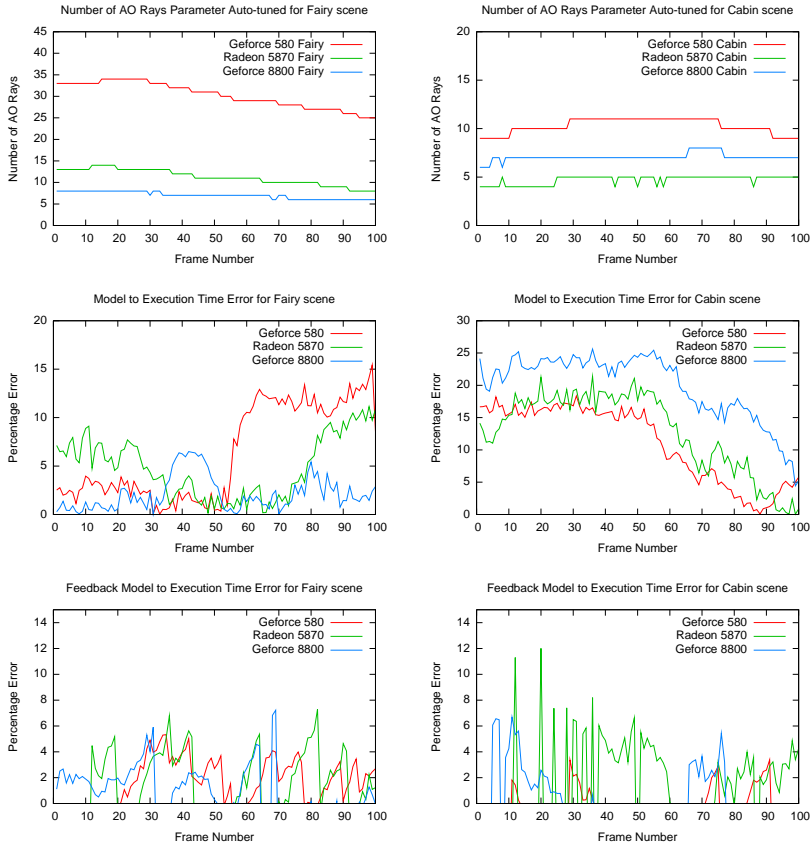 Number of AO Rays Parameter Auto-tuned for Fairy scene
45
40
35
30
25
20
15
10
5
0
Number of AO Rays
Geforce 580 Fairy
Radeon 5870 Fairy
Geforce 8800 Fairy
0 10 20 30 40 50 60 70 80 90 100
Frame Number
Number of AO Rays Parameter Auto-tuned for Cabin scene
20
15
10
5
0
Number of AO Rays
Geforce 580 Cabin
Radeon 5870 Cabin
Geforce 8800 Cabin
0 10 20 30 40 50 60 70 80 90 100
Frame Number
Model to Execution Time Error for Fairy scene
20
15
10
5
0
Percentage Error
Geforce 580
Radeon 5870
Geforce 8800
0 10 20 30 40 50 60 70 80 90 100
Frame Number
Model to Execution Time Error for Cabin scene
30
25
20
15
10
5
0
Percentage Error
Geforce 580
Radeon 5870
Geforce 8800
0 10 20 30 40 50 60 70 80 90 100
Frame Number
Feedback Model to Execution Time Error for Fairy scene
14
12
10
8
6
4
2
0
Percentage Error
Geforce 580
Radeon 5870
Geforce 8800
0 10 20 30 40 50 60 70 80 90 100
Frame Number
Feedback Model to Execution Time Error for Cabin scene
14
12
10
8
6
4
2
0
Percentage Error
Geforce 580
Radeon 5870
Geforce 8800
0 10 20 30 40 50 60 70 80 90 100
Frame Number